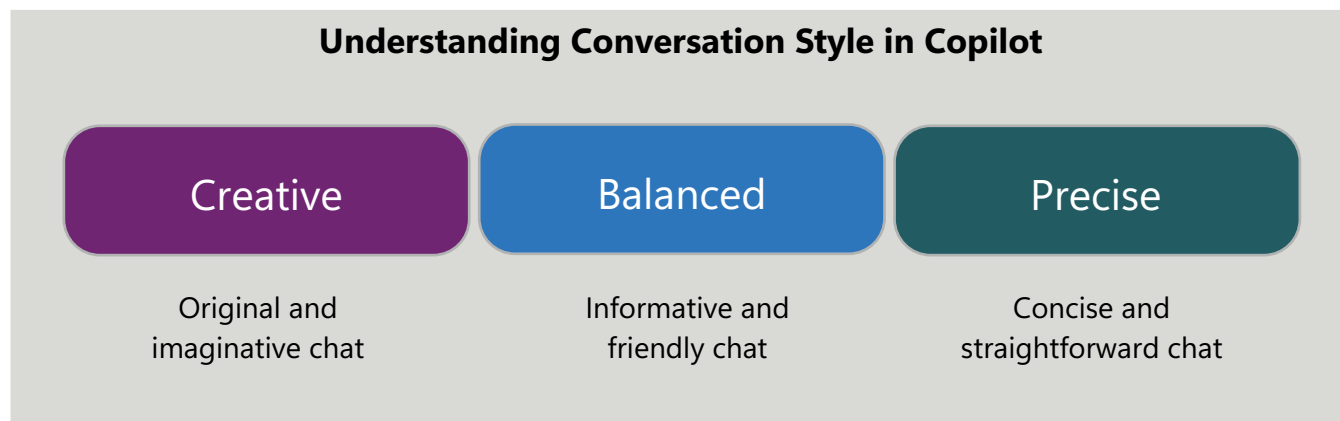 Understanding Conversation Style in Copilot
Creative
Balanced
Precise
Original and
imaginative chat
Informative and
friendly chat
Concise and
straightforward chat